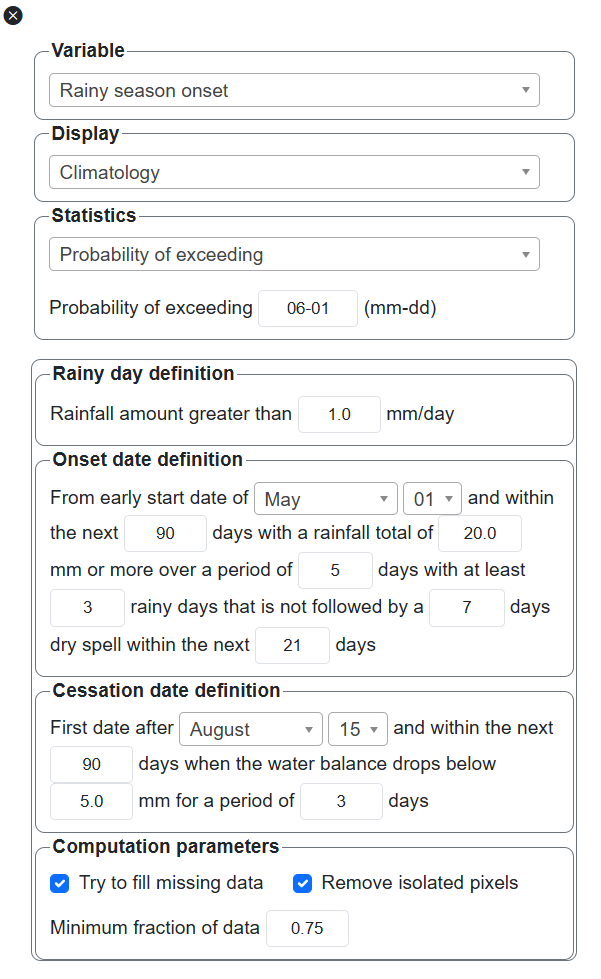 Variable
Rainy season onset
Display
Climatology
Statistics
Probability of exceeding
Probability of exceeding 06-01 (mm-dd)
Rainy day definition
Rainfall amount greater than 1.0 mm/day
Onset date definition
From early start date of May 01 and within
the next 90 days with a rainfall total of 20.0
mm or more over a period of 5 days with at least
3 rainy days that is not followed by a 7 days
dry spell within the next 21 days
Cessation date definition
First date after August 15 and within the next
90 days when the water balance drops below
5.0 mm for a period of 3 days
Computation parameters
Try to fill missing data Remove isolated pixels
Minimum fraction of data 0.75